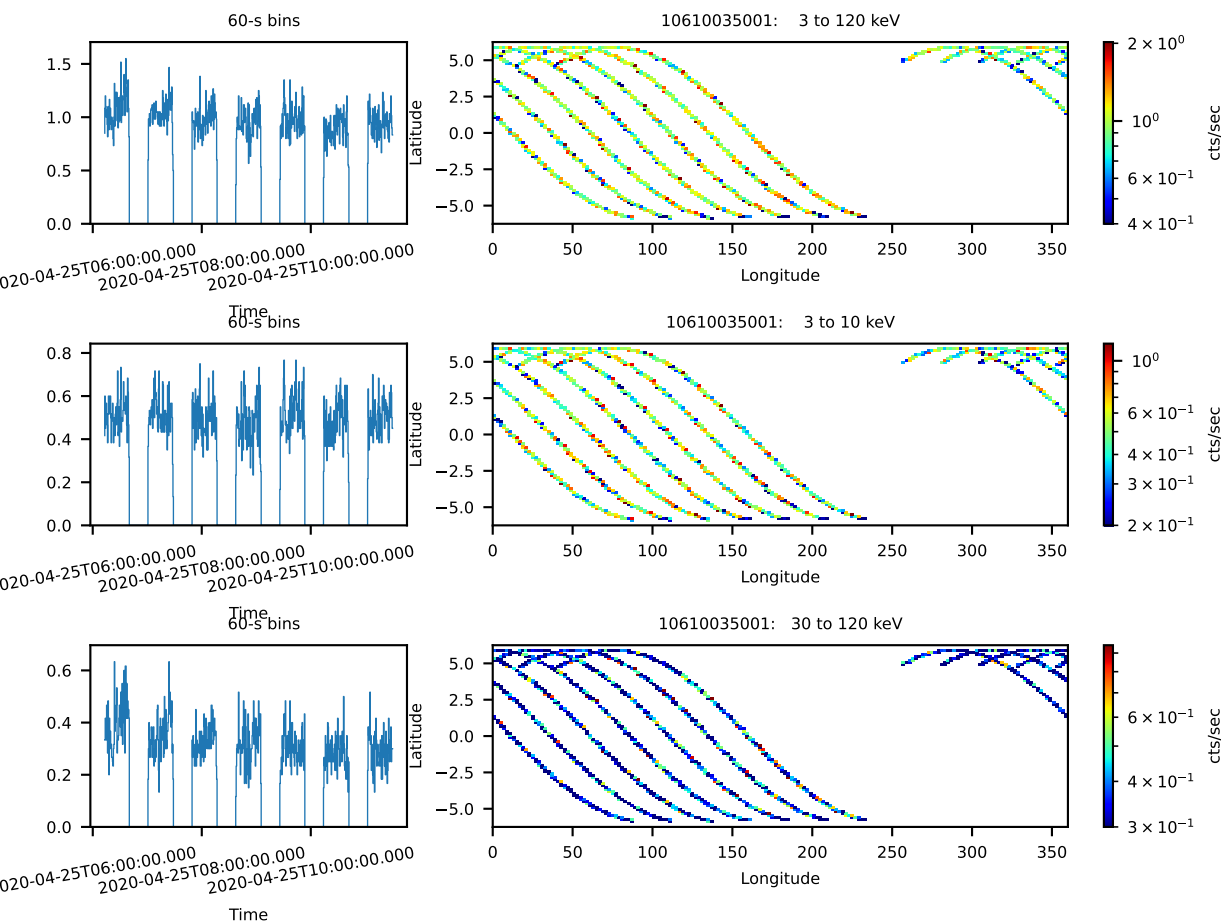 60-s bins
10610035001:    3 to 120 keV
1.5
1.0
0.5
0.0
Latitude
5.0
2.5
0.0
−2.5
−5.0
2 × 10⁰
10⁰
6 × 10⁻¹
4 × 10⁻¹
cts/sec
0 50 100 150 200 250 300 350
Longitude
020-04-25T06:00:00.000
2020-04-25T08:00:00.000
2020-04-25T10:00:00.000
Time
60-s bins
10610035001:    3 to 10 keV
0.8
0.6
0.4
0.2
0.0
Latitude
5.0
2.5
0.0
−2.5
−5.0
10⁰
6 × 10⁻¹
4 × 10⁻¹
3 × 10⁻¹
2 × 10⁻¹
cts/sec
0 50 100 150 200 250 300 350
Longitude
020-04-25T06:00:00.000
2020-04-25T08:00:00.000
2020-04-25T10:00:00.000
Time
60-s bins
10610035001:   30 to 120 keV
0.6
0.4
0.2
0.0
Latitude
5.0
2.5
0.0
−2.5
−5.0
6 × 10⁻¹
4 × 10⁻¹
3 × 10⁻¹
cts/sec
0 50 100 150 200 250 300 350
Longitude
020-04-25T06:00:00.000
2020-04-25T08:00:00.000
2020-04-25T10:00:00.000
Time